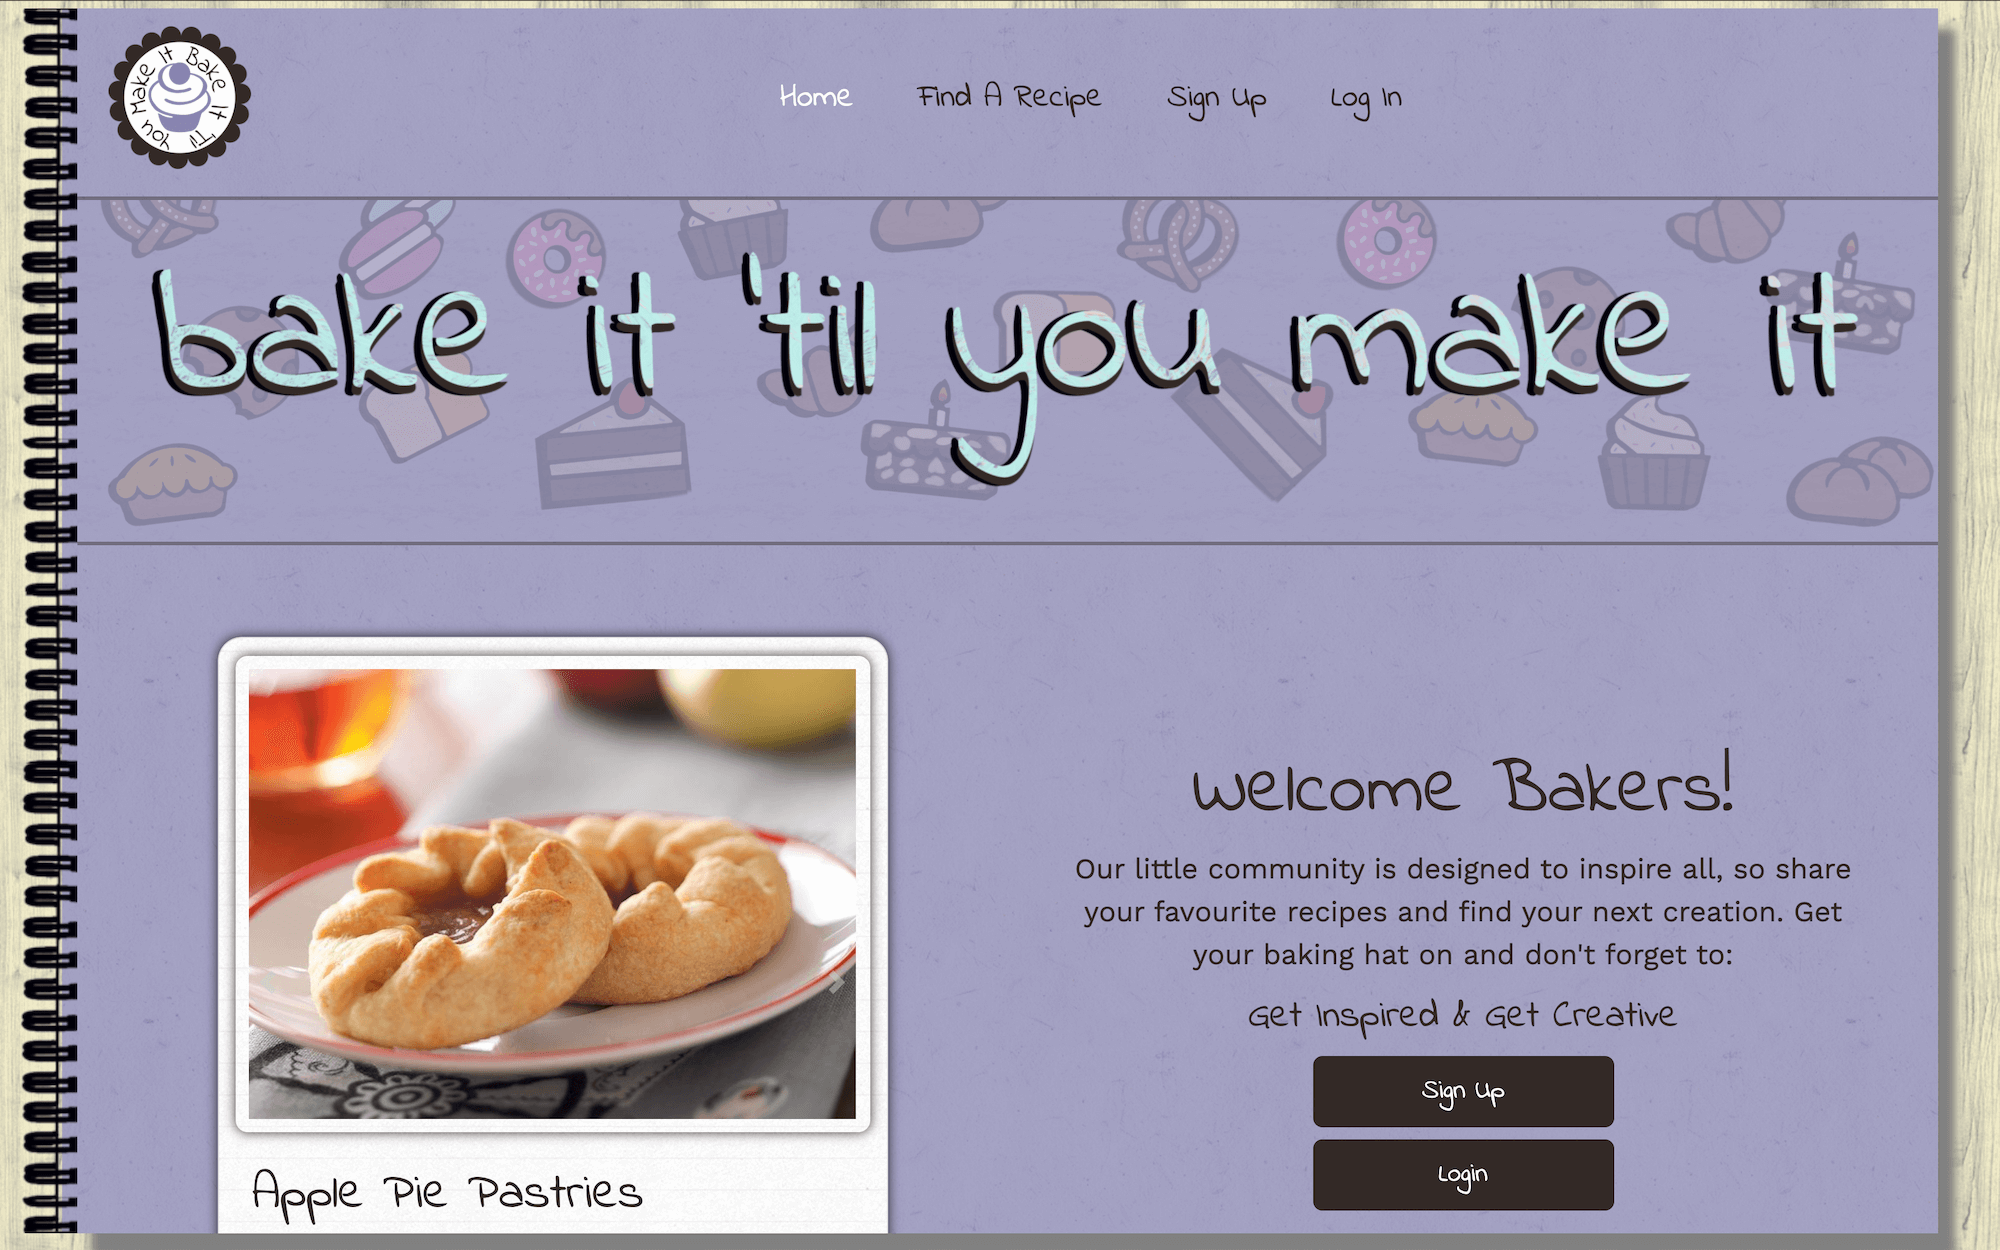 Bake It 'Til You Make It
Home Find A Recipe Sign Up Log In
bake it 'til you make it
Welcome Bakers!
Our little community is designed to inspire all, so share
your favourite recipes and find your next creation. Get
your baking hat on and don't forget to:
Get Inspired & Get Creative
Sign Up
Login
Apple Pie Pastries